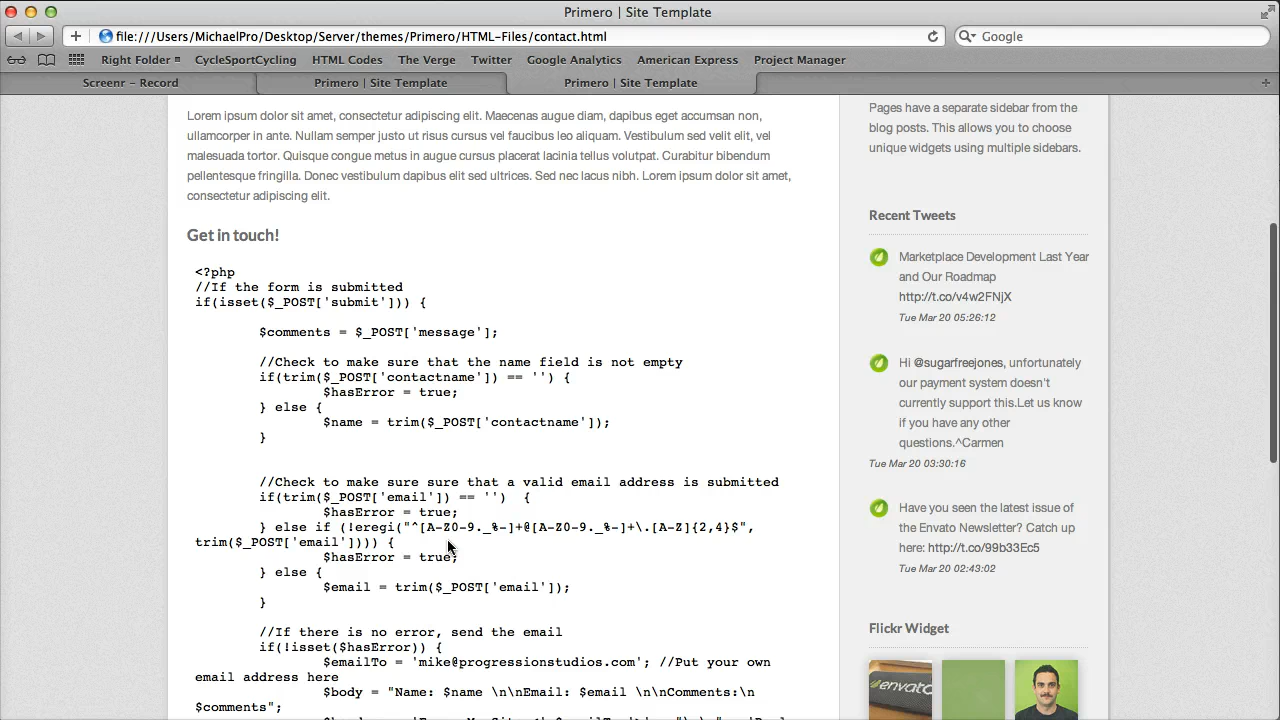 Primero | Site Template
file:///Users/MichaelPro/Desktop/Server/themes/Primero/HTML-Files/contact.html
Google
Right Folder
CycleSportCycling
HTML Codes
The Verge
Twitter
Google Analytics
American Express
Project Manager
Screenr - Record
Primero | Site Template
Primero | Site Template
Lorem ipsum dolor sit amet, consectetur adipiscing elit. Maecenas augue diam, dapibus eget accumsan non,
ullamcorper in ante. Nullam semper justo ut risus cursus vel faucibus leo aliquam. Vestibulum sed velit elit, vel
malesuada tortor. Quisque congue metus in augue cursus placerat lacinia tellus volutpat. Curabitur bibendum
pellentesque fringilla. Donec vestibulum dapibus elit sed ultrices. Sed nec lacus nibh. Lorem ipsum dolor sit amet,
consectetur adipiscing elit.
Get in touch!
<?php
//If the form is submitted
if(isset($_POST['submit'])) {
$comments = $_POST['message'];
//Check to make sure that the name field is not empty
if(trim($_POST['contactname']) == '') {
$hasError = true;
} else {
$name = trim($_POST['contactname']);
}
//Check to make sure sure that a valid email address is submitted
if(trim($_POST['email']) == '')  {
$hasError = true;
} else if (!eregi("^[A-Z0-9._%-]+@[A-Z0-9._%-]+\.[A-Z]{2,4}$",
trim($_POST['email']))) {
$hasError = true;
} else {
$email = trim($_POST['email']);
}
//If there is no error, send the email
if(!isset($hasError)) {
$emailTo = 'mike@progressionstudios.com'; //Put your own
email address here
$body = "Name: $name \n\nEmail: $email \n\nComments:\n
$comments";
Pages have a separate sidebar from the
blog posts. This allows you to choose
unique widgets using multiple sidebars.
Recent Tweets
Marketplace Development Last Year
and Our Roadmap
http://t.co/v4w2FNjX
Tue Mar 20 05:26:12
Hi @sugarfreejones, unfortunately
our payment system doesn't
currently support this.Let us know
if you have any other
questions.^Carmen
Tue Mar 20 03:30:16
Have you seen the latest issue of
the Envato Newsletter? Catch up
here: http://t.co/99b33Ec5
Tue Mar 20 02:43:02
Flickr Widget
envato